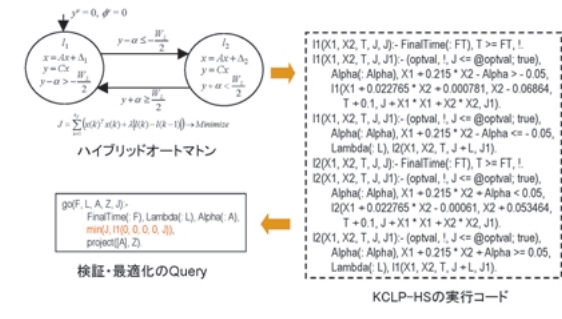 y'=0, φ'=0
l1
x=Ax+Δ1
y=Cx
y-α>-W1/2
y-α≤-W1/2
y+α≥W1/2
l2
x=Ax+Δ2
y=Cx
y+α<W1/2
→Minimize
ハイブリッドオートマトン
go(F, L, A, Z, J):-
FinalTime(: F), Lambda(: L), Alpha(: A),
min(J, l1(0, 0, 0, 0, J)),
project([A], Z).
検証・最適化のQuery
I1(X1, X2, T, J, J):- FinalTime(: FT), T >= FT, !.
I1(X1, X2, T, J, J1):- (optval, !, J <= @optval; true),
Alpha(: Alpha), X1 + 0.215 * X2 - Alpha > - 0.05,
I1(X1 + 0.022765 * X2 + 0.000781, X2 - 0.06864,
T + 0.1, J + X1 * X1 + X2 * X2, J1).
I1(X1, X2, T, J, J1):- (optval, !, J <= @optval; true),
Alpha(: Alpha), X1 + 0.215 * X2 - Alpha <= - 0.05,
Lambda(: L), I2(X1, X2, T, J + L, J1).
I2(X1, X2, T, J, J):- FinalTime(: FT), T >= FT, !.
I2(X1, X2, T, J, J1):- (optval, !, J <= @optval; true),
Alpha(: Alpha), X1 + 0.215 * X2 + Alpha < 0.05,
I2(X1 + 0.022765 * X2 - 0.00061, X2 + 0.053464,
T + 0.1, J + X1 * X1 + X2 * X2, J1).
I2(X1, X2, T, J, J1):- (optval, !, J <= @optval; true),
Alpha(: Alpha), X1 + 0.215 * X2 + Alpha >= 0.05,
Lambda(: L), I1(X1, X2, T, J + L, J1).
KCLP-HSの実行コード